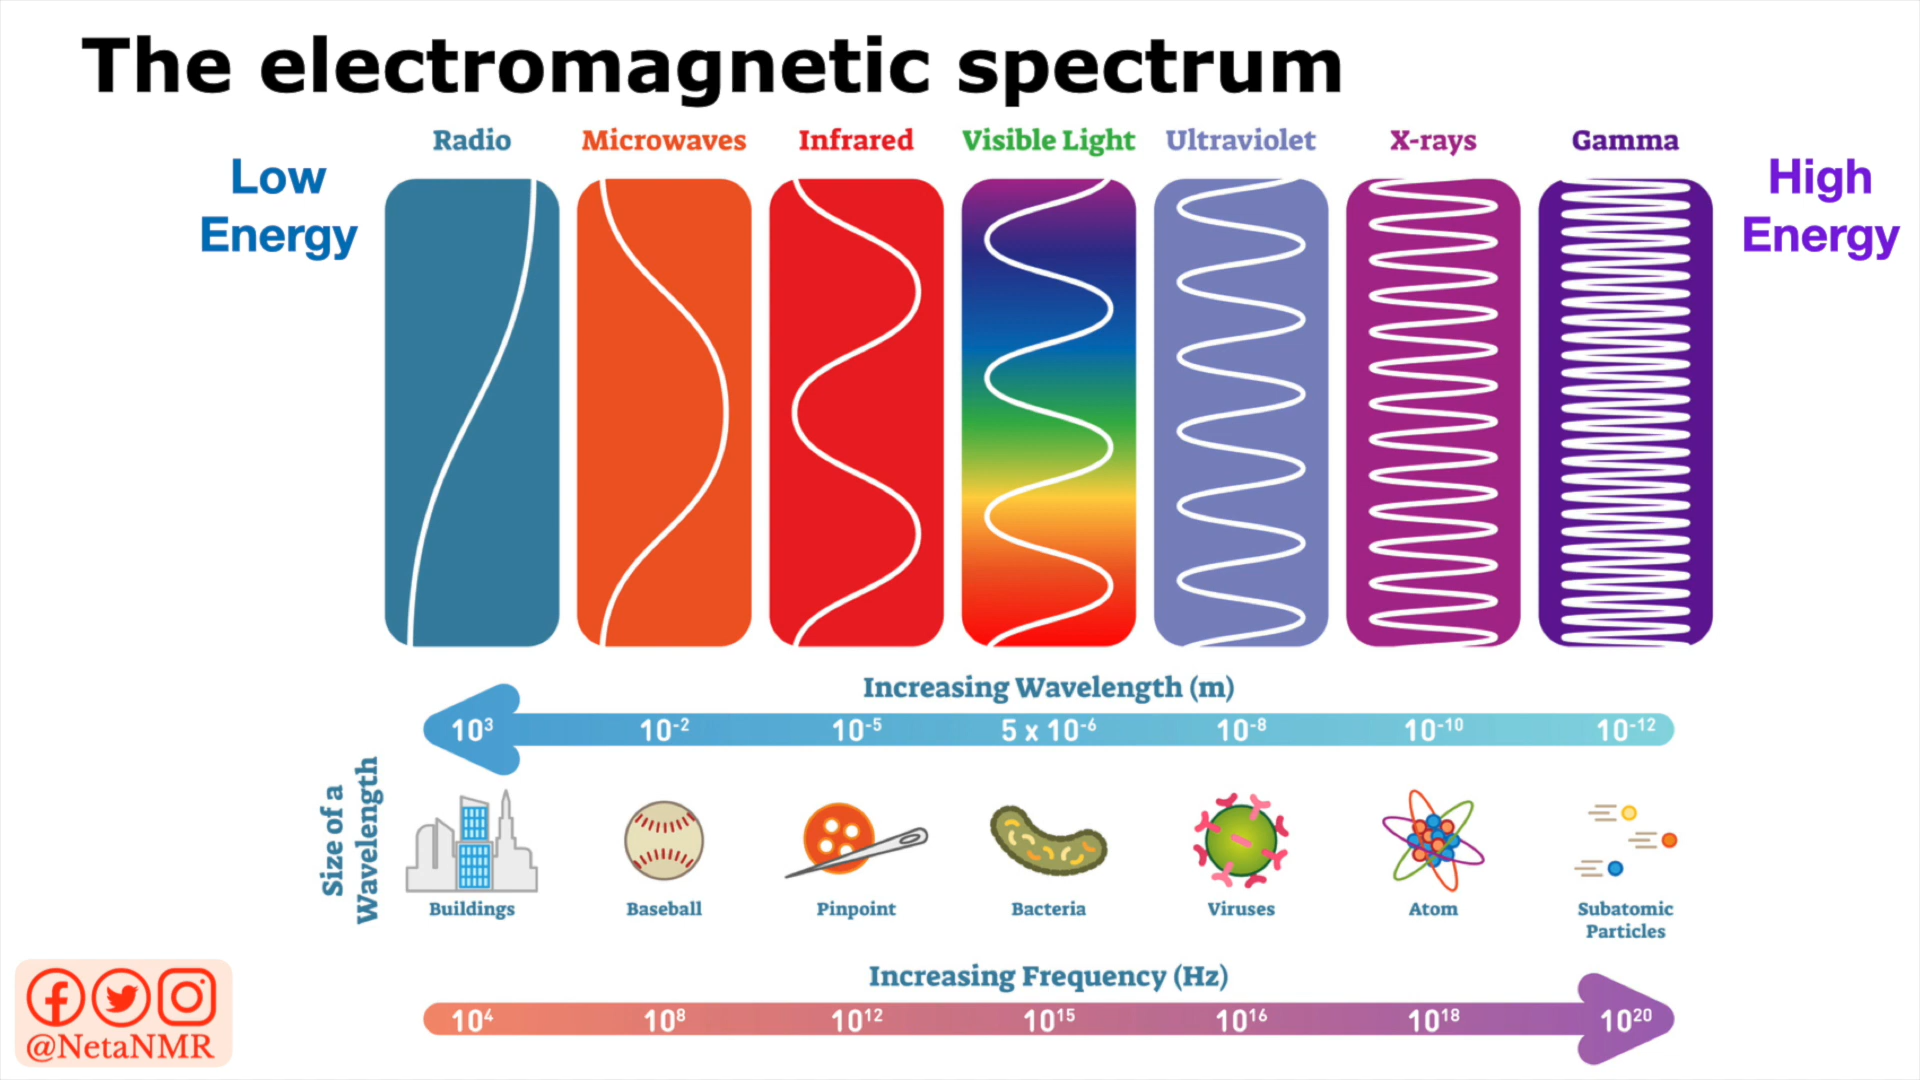 The electromagnetic spectrum
Radio Microwaves Infrared Visible Light Ultraviolet X-rays Gamma
Low
Energy
High
Energy
Increasing Wavelength (m)
10³ 10⁻² 10⁻⁵ 5 x 10⁻⁶ 10⁻⁸ 10⁻¹⁰ 10⁻¹²
Size of a
Wavelength
Buildings Baseball Pinpoint Bacteria Viruses Atom Subatomic
Particles
Increasing Frequency (Hz)
10⁴ 10⁸ 10¹² 10¹⁵ 10¹⁶ 10¹⁸ 10²⁰
@NetaNMR